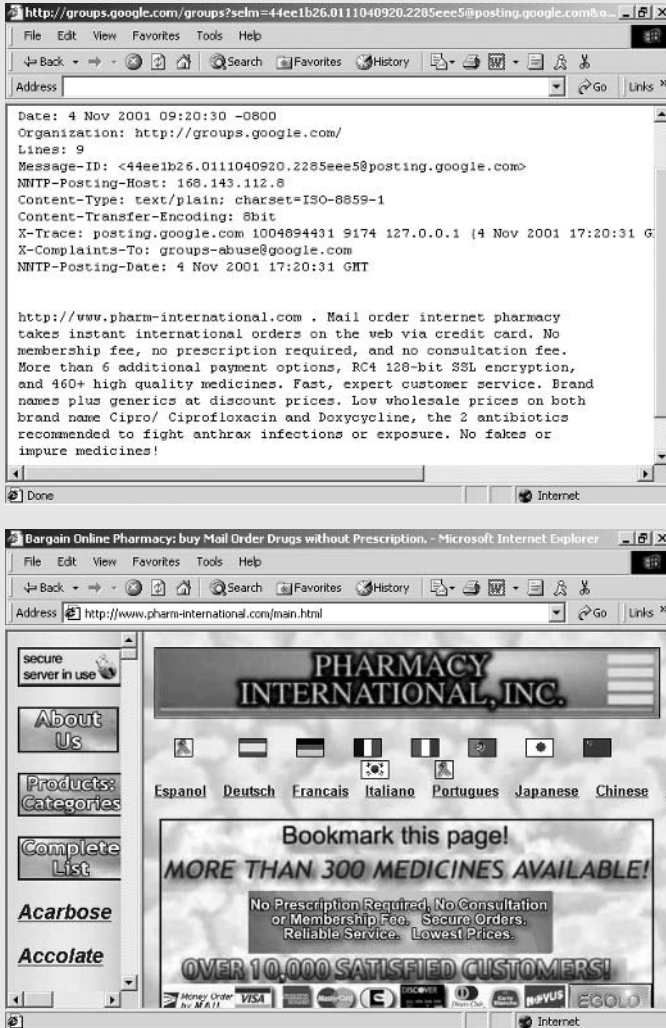 http://groups.google.com/groups?selm=44ee1b26.0111040920.2285eee5@posting.google.com&o...
File Edit View Favorites Tools Help
Back Search Favorites History
Address Go Links »
Date: 4 Nov 2001 09:20:30 -0800
Organization: http://groups.google.com/
Lines: 9
Message-ID: <44ee1b26.0111040920.2285eee5@posting.google.com>
NNTP-Posting-Host: 168.143.112.8
Content-Type: text/plain; charset=ISO-8859-1
Content-Transfer-Encoding: 8bit
X-Trace: posting.google.com 1004894431 9174 127.0.0.1 (4 Nov 2001 17:20:31 G
X-Complaints-To: groups-abuse@google.com
NNTP-Posting-Date: 4 Nov 2001 17:20:31 GMT
http://www.pharm-international.com . Mail order internet pharmacy
takes instant international orders on the web via credit card. No
membership fee, no prescription required, and no consultation fee.
More than 6 additional payment options, RC4 128-bit SSL encryption,
and 460+ high quality medicines. Fast, expert customer service. Brand
names plus generics at discount prices. Low wholesale prices on both
brand name Cipro/ Ciprofloxacin and Doxycycline, the 2 antibiotics
recommended to fight anthrax infections or exposure. No fakes or
impure medicines!
Done Internet
Bargain Online Pharmacy: buy Mail Order Drugs without Prescription. - Microsoft Internet Explorer
File Edit View Favorites Tools Help
Back Search Favorites History
Address http://www.pharm-international.com/main.html Go Links »
secure
server in use
About
Us
Products:
Categories
Complete
List
Acarbose
Accolate
PHARMACY
INTERNATIONAL, INC.
Espanol Deutsch Francais Italiano Portugues Japanese Chinese
Bookmark this page!
MORE THAN 300 MEDICINES AVAILABLE!
No Prescription Required, No Consultation
or Membership Fee. Secure Orders.
Reliable Service. Lowest Prices.
OVER 10,000 SATISFIED CUSTOMERS!
Money Order
by MAIL VISA MasterCard DISCOVER Diners Club Carte Blanche NOVUS EGOLD
Internet